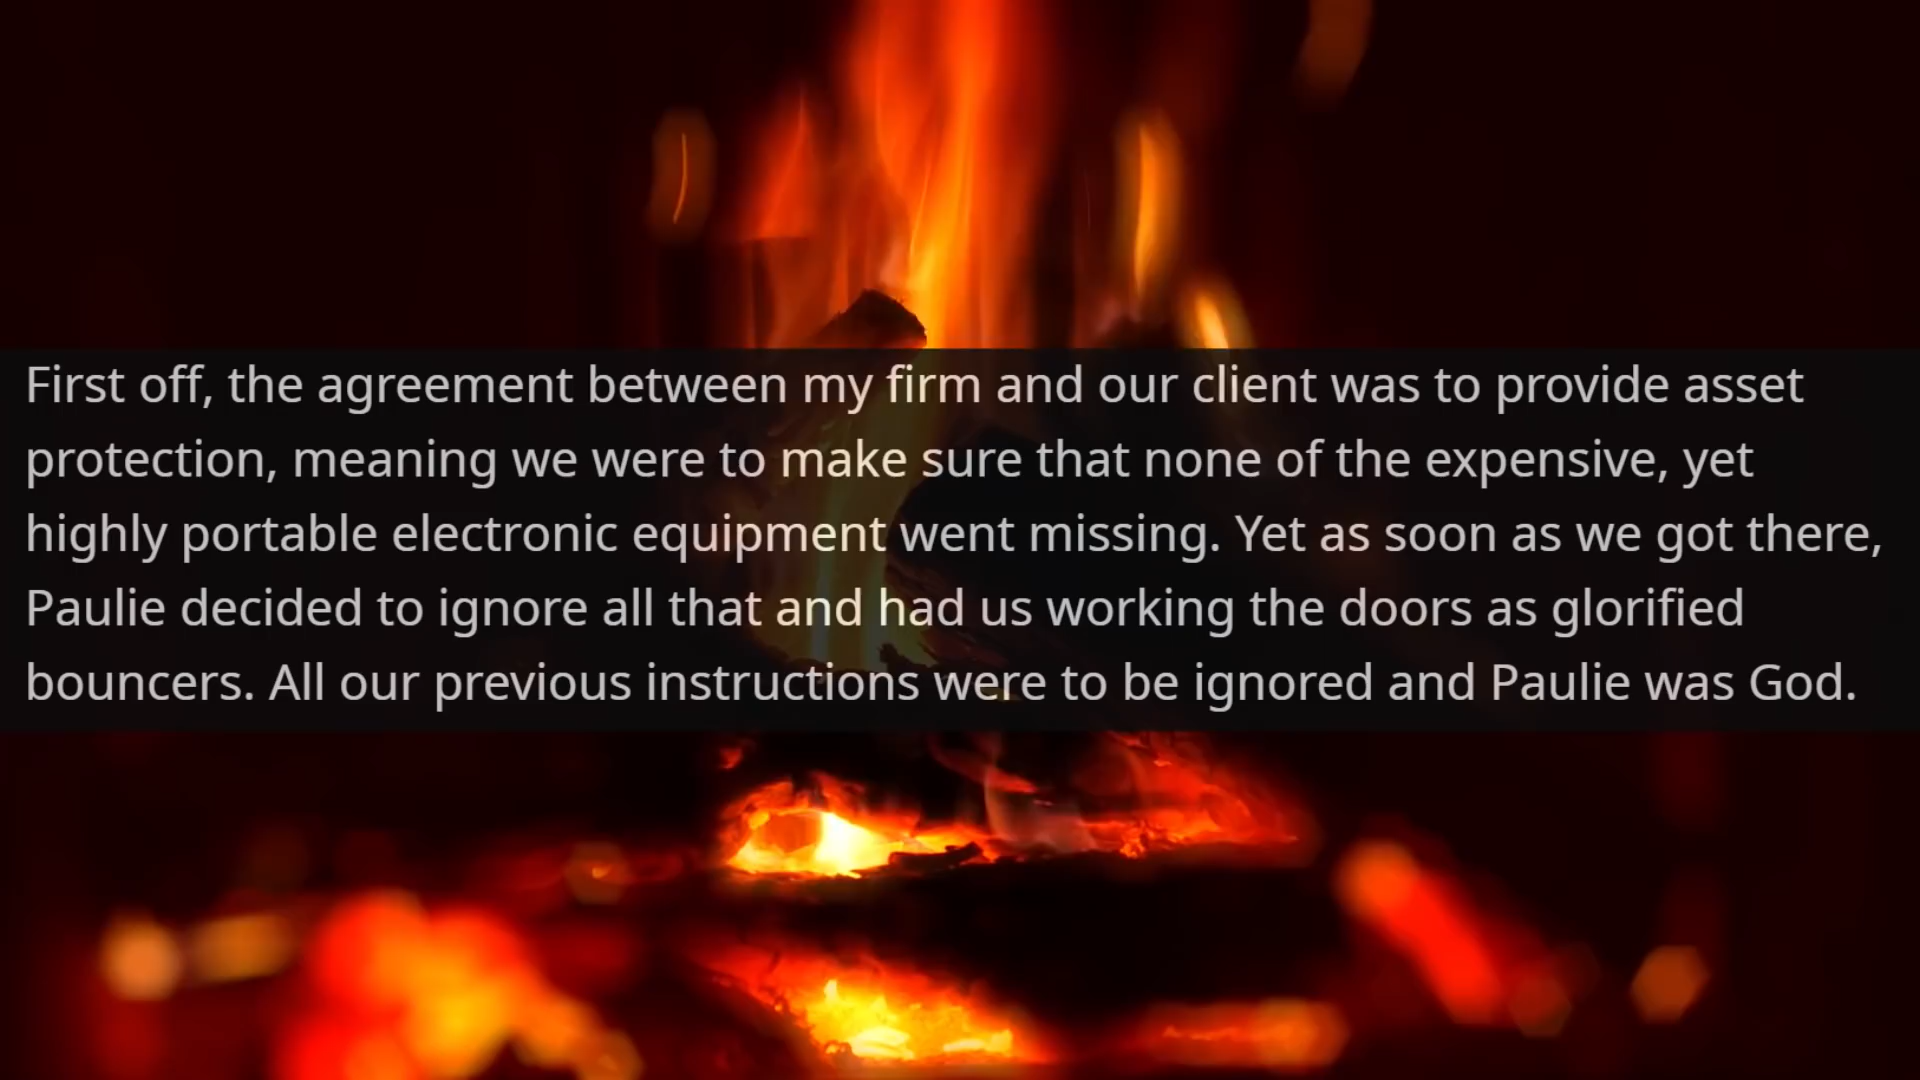 First off, the agreement between my firm and our client was to provide asset
protection, meaning we were to make sure that none of the expensive, yet
highly portable electronic equipment went missing. Yet as soon as we got there,
Paulie decided to ignore all that and had us working the doors as glorified
bouncers. All our previous instructions were to be ignored and Paulie was God.